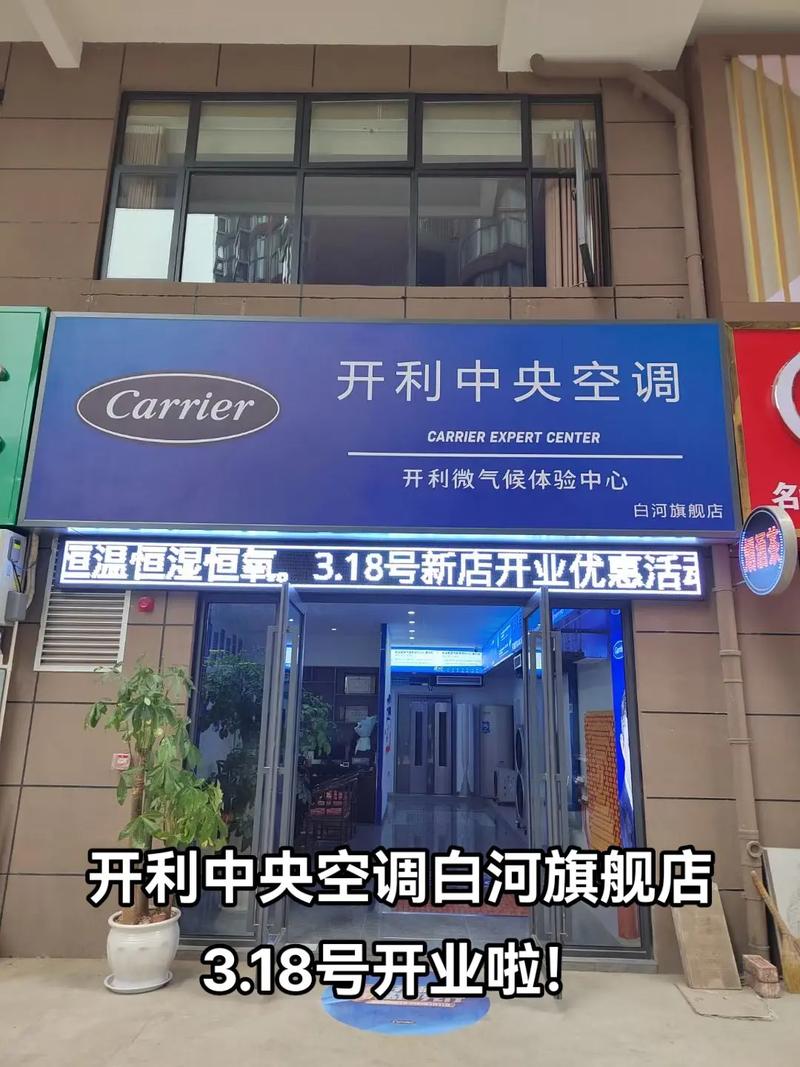 Carrier
开利中央空调
CARRIER EXPERT CENTER
开利微气候体验中心
白河旗舰店
恒温恒湿恒氧。3.18号新店开业优惠活动
开利中央空调白河旗舰店
3.18号开业啦!